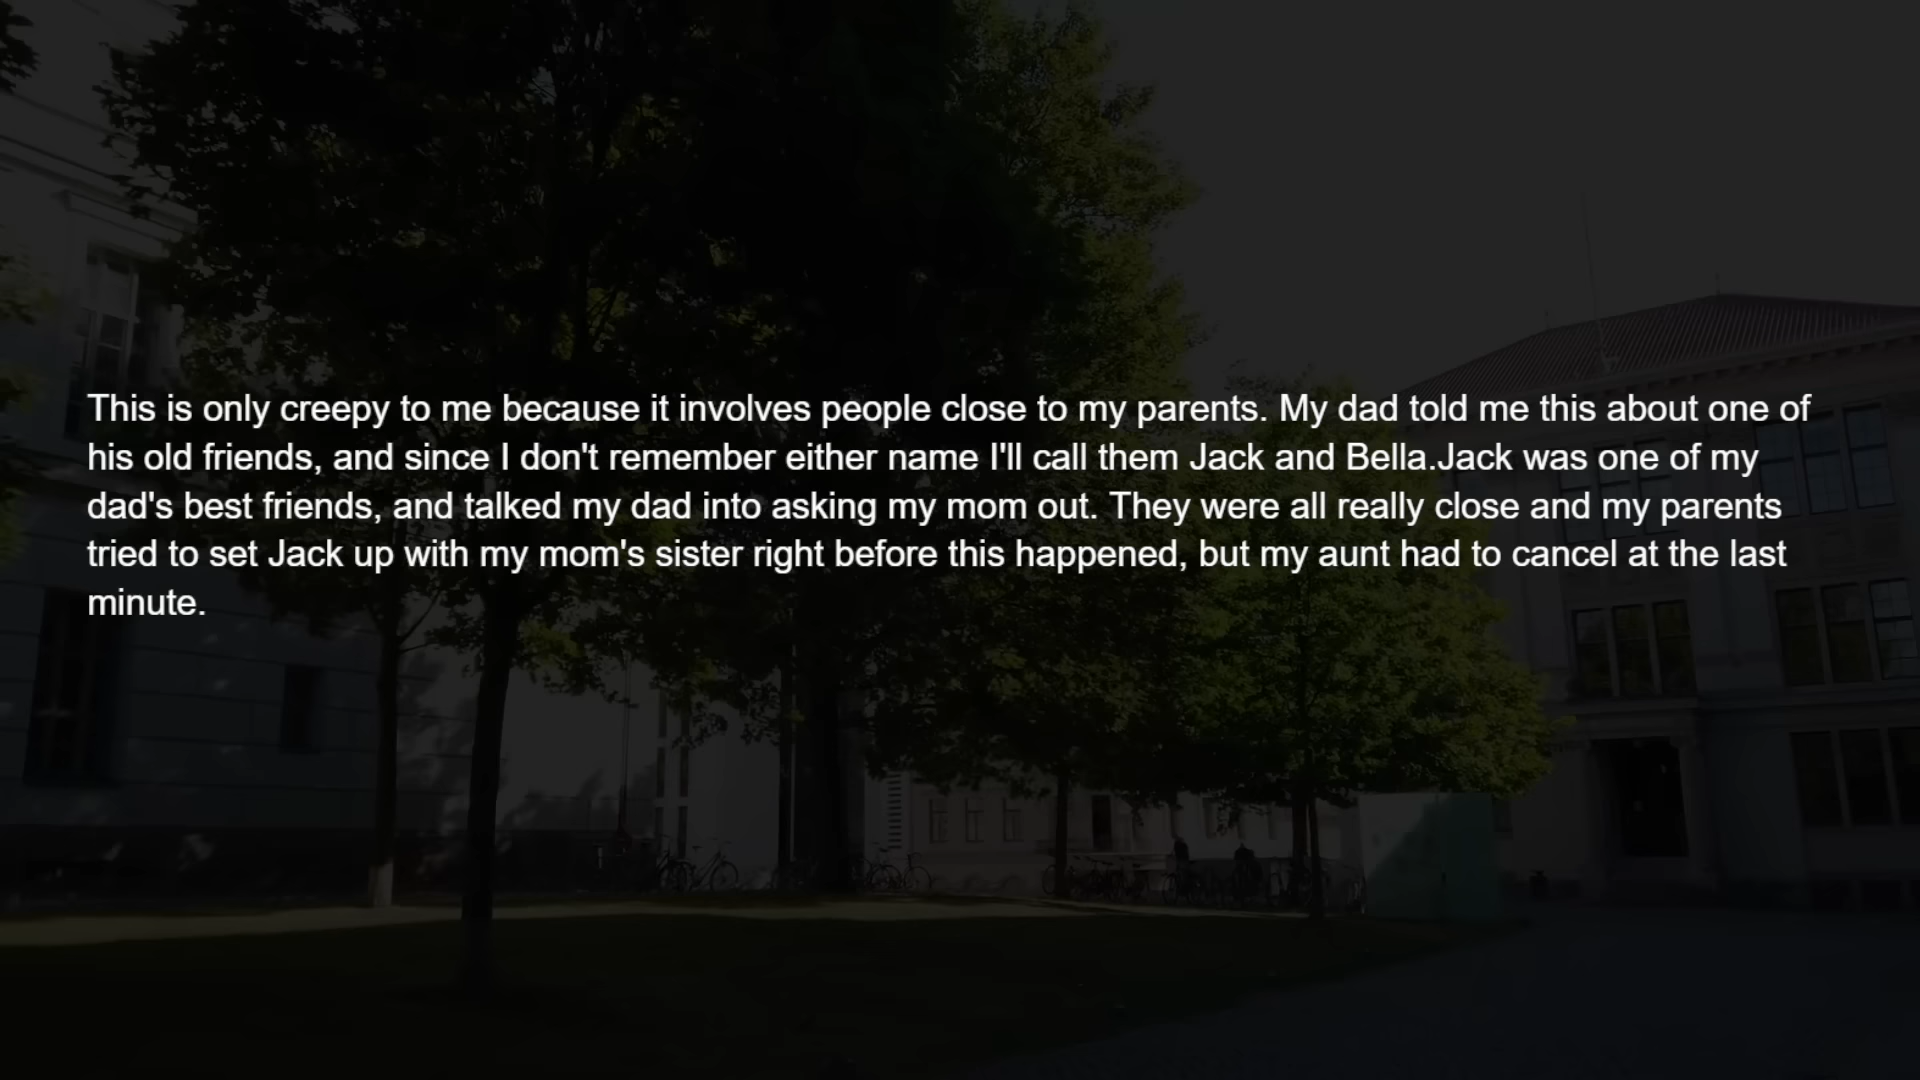 This is only creepy to me because it involves people close to my parents. My dad told me this about one of
his old friends, and since I don't remember either name I'll call them Jack and Bella.Jack was one of my
dad's best friends, and talked my dad into asking my mom out. They were all really close and my parents
tried to set Jack up with my mom's sister right before this happened, but my aunt had to cancel at the last
minute.